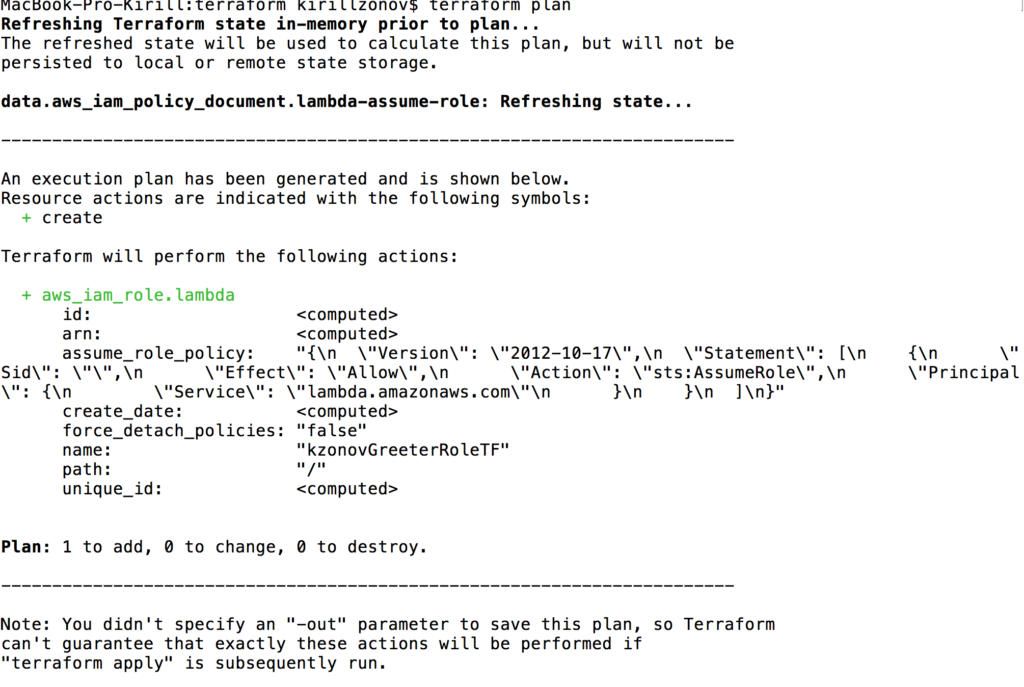 MacBook-Pro-Kirill:terraform kirillzonov$ terraform plan
Refreshing Terraform state in-memory prior to plan...
The refreshed state will be used to calculate this plan, but will not be
persisted to local or remote state storage.
data.aws_iam_policy_document.lambda-assume-role: Refreshing state...
------------------------------------------------------------------------
An execution plan has been generated and is shown below.
Resource actions are indicated with the following symbols:
  + create
Terraform will perform the following actions:
  + aws_iam_role.lambda
      id:                    <computed>
      arn:                   <computed>
      assume_role_policy:    "{\n  \"Version\": \"2012-10-17\",\n  \"Statement\": [\n    {\n      \"
Sid\": \"\",\n      \"Effect\": \"Allow\",\n      \"Action\": \"sts:AssumeRole\",\n      \"Principal
\": {\n        \"Service\": \"lambda.amazonaws.com\"\n      }\n    }\n  ]\n}"
      create_date:           <computed>
      force_detach_policies: "false"
      name:                  "kzonovGreeterRoleTF"
      path:                  "/"
      unique_id:             <computed>
Plan: 1 to add, 0 to change, 0 to destroy.
------------------------------------------------------------------------
Note: You didn't specify an "-out" parameter to save this plan, so Terraform
can't guarantee that exactly these actions will be performed if
"terraform apply" is subsequently run.